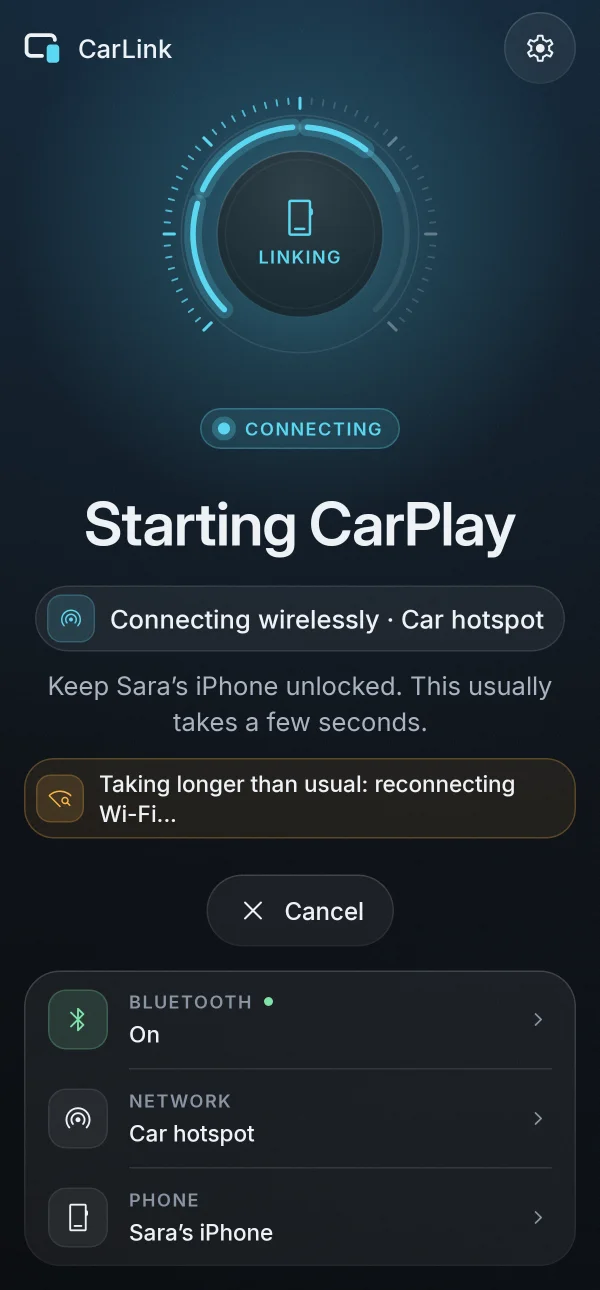 CarLink
LINKING
CONNECTING
Starting CarPlay
Connecting wirelessly · Car hotspot
Keep Sara’s iPhone unlocked. This usually
takes a few seconds.
Taking longer than usual: reconnecting
Wi-Fi…
Cancel
BLUETOOTH
On
NETWORK
Car hotspot
PHONE
Sara’s iPhone